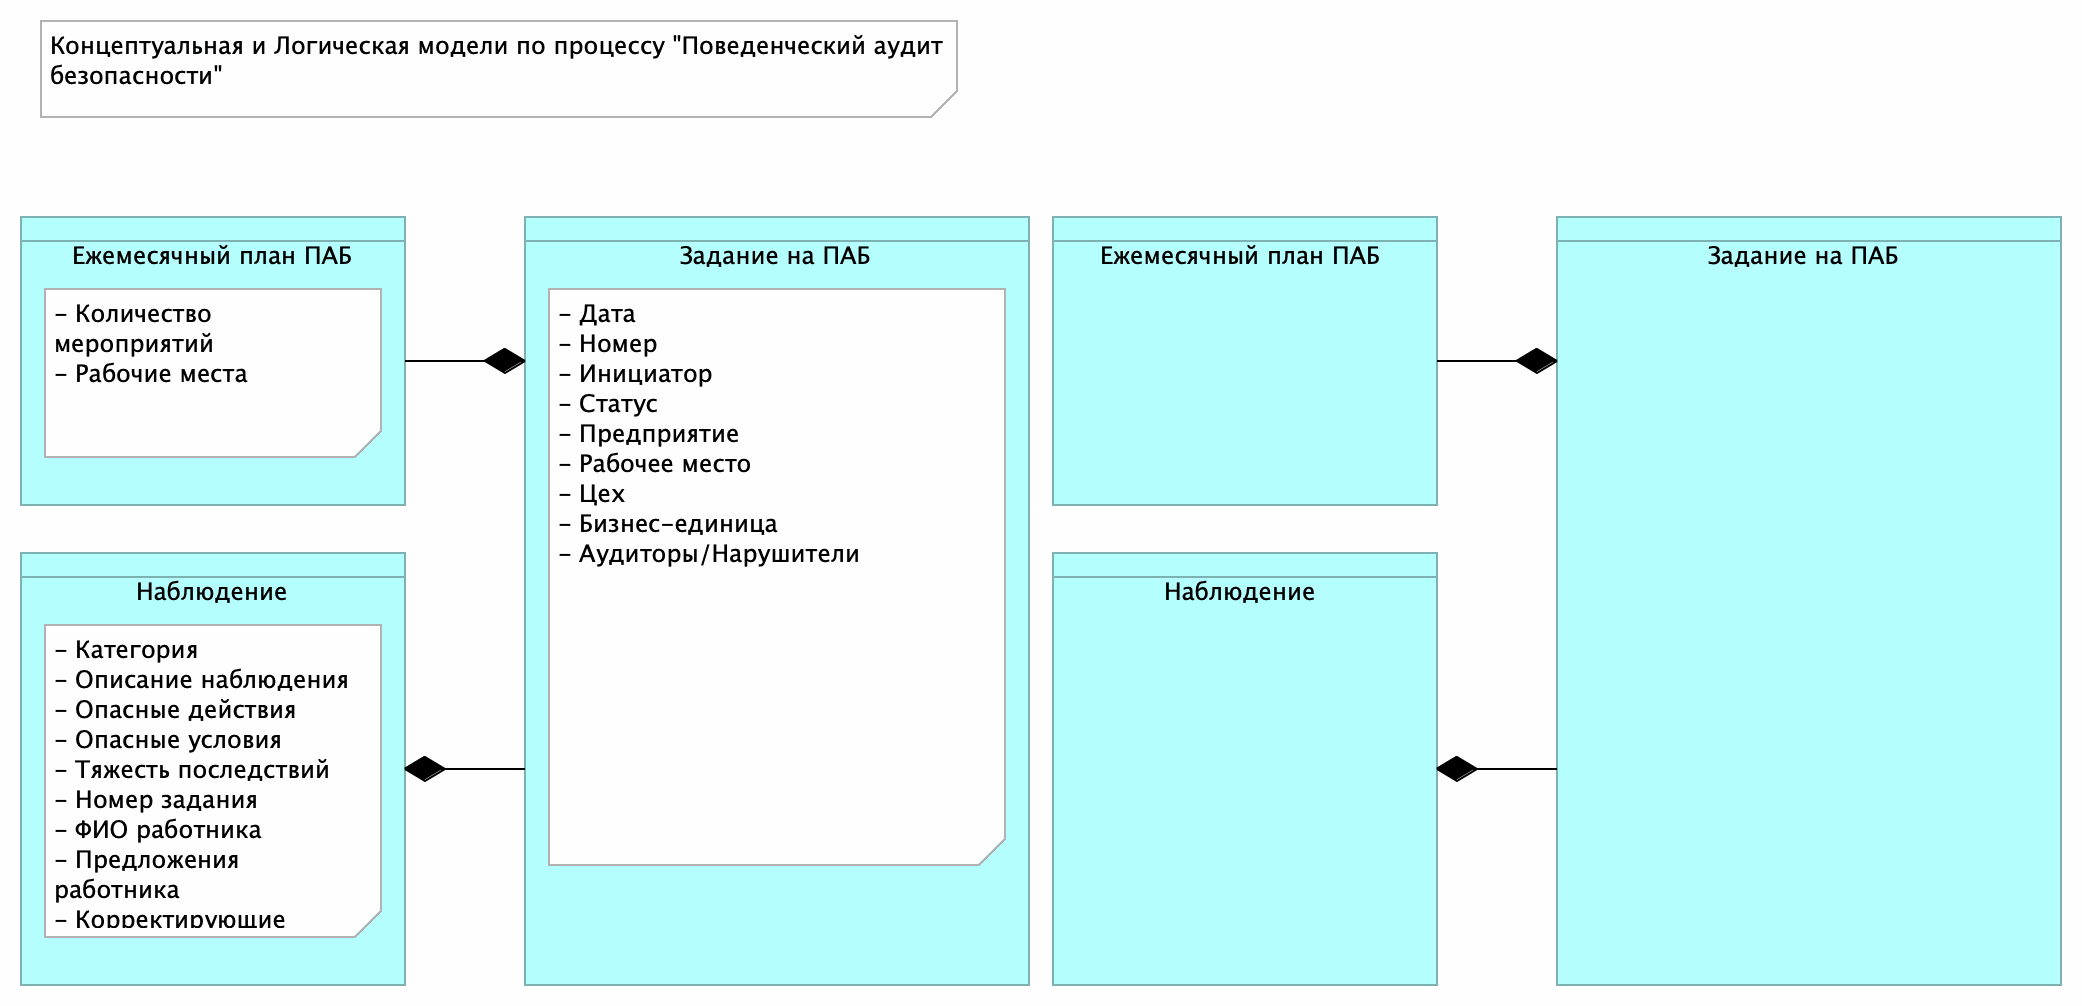 Концептуальная и Логическая модели по процессу "Поведенческий аудит
безопасности"
Ежемесячный план ПАБ
– Количество
мероприятий
– Рабочие места
Задание на ПАБ
– Дата
– Номер
– Инициатор
– Статус
– Предприятие
– Рабочее место
– Цех
– Бизнес-единица
– Аудиторы/Нарушители
Наблюдение
– Категория
– Описание наблюдения
– Опасные действия
– Опасные условия
– Тяжесть последствий
– Номер задания
– ФИО работника
– Предложения
работника
– Корректирующие
Ежемесячный план ПАБ
Задание на ПАБ
Наблюдение